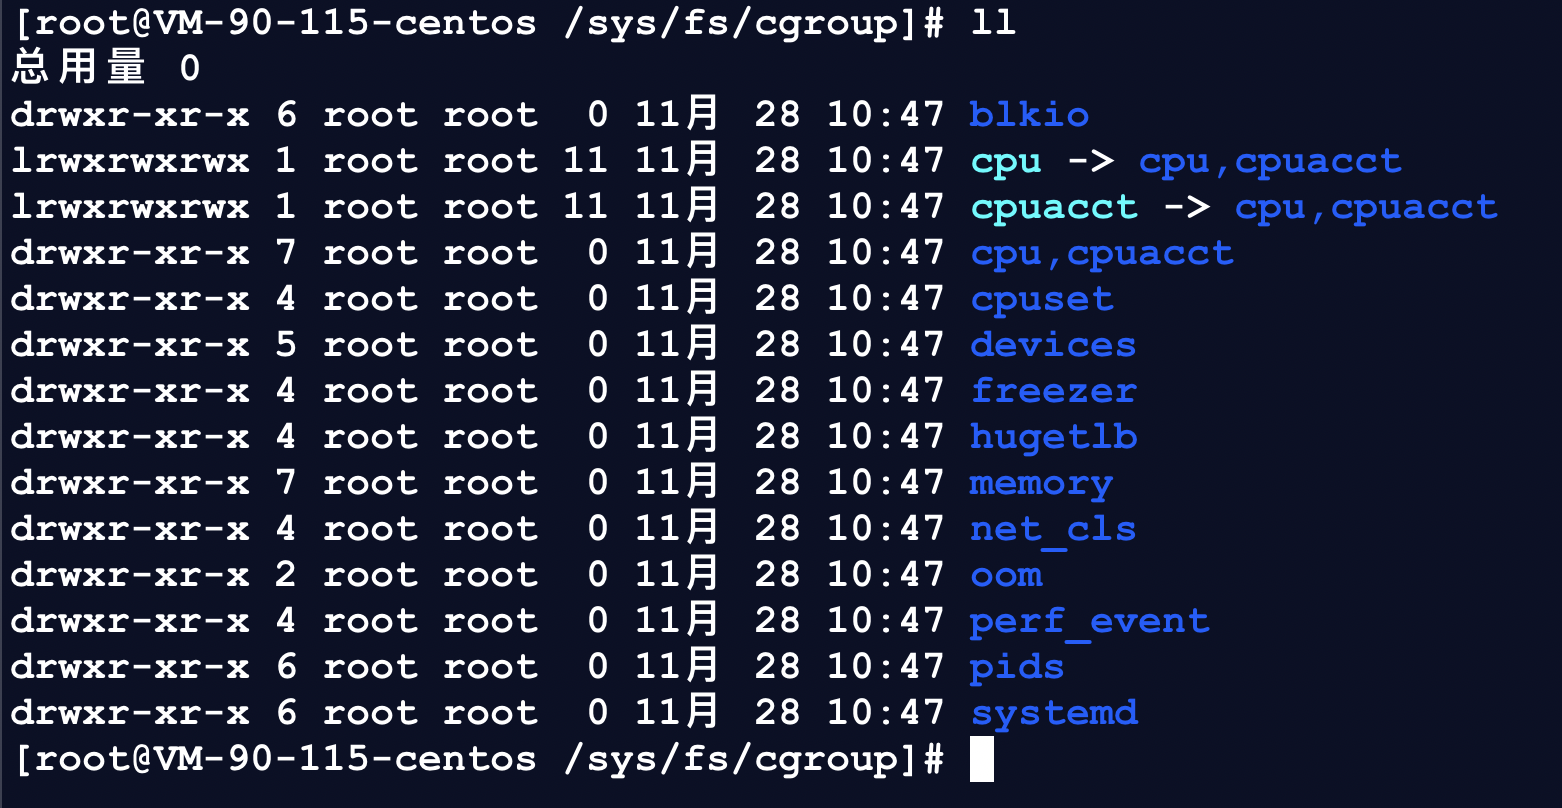 [root@VM-90-115-centos /sys/fs/cgroup]# ll
总用量 0
drwxr-xr-x 6 root root  0 11月  28 10:47 blkio
lrwxrwxrwx 1 root root 11 11月  28 10:47 cpu -> cpu,cpuacct
lrwxrwxrwx 1 root root 11 11月  28 10:47 cpuacct -> cpu,cpuacct
drwxr-xr-x 7 root root  0 11月  28 10:47 cpu,cpuacct
drwxr-xr-x 4 root root  0 11月  28 10:47 cpuset
drwxr-xr-x 5 root root  0 11月  28 10:47 devices
drwxr-xr-x 4 root root  0 11月  28 10:47 freezer
drwxr-xr-x 4 root root  0 11月  28 10:47 hugetlb
drwxr-xr-x 7 root root  0 11月  28 10:47 memory
drwxr-xr-x 4 root root  0 11月  28 10:47 net_cls
drwxr-xr-x 2 root root  0 11月  28 10:47 oom
drwxr-xr-x 4 root root  0 11月  28 10:47 perf_event
drwxr-xr-x 6 root root  0 11月  28 10:47 pids
drwxr-xr-x 6 root root  0 11月  28 10:47 systemd
[root@VM-90-115-centos /sys/fs/cgroup]#